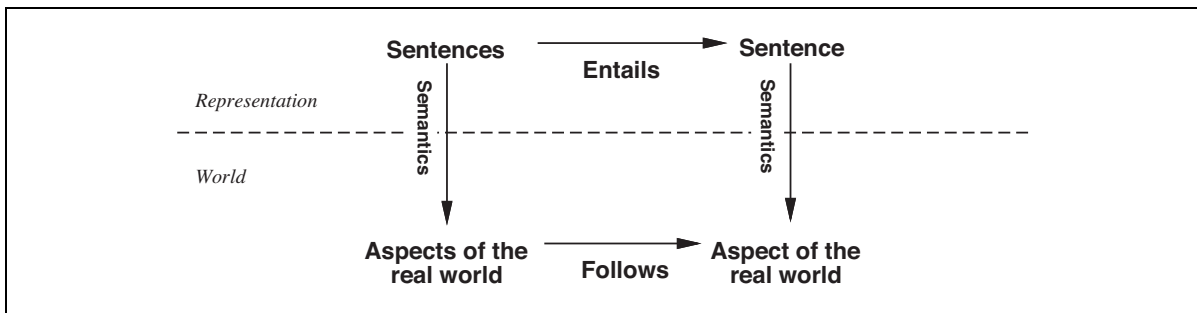 Sentences
Sentence
Entails
Semantics
Semantics
Representation
World
Aspects of the
real world
Follows
Aspect of the
real world